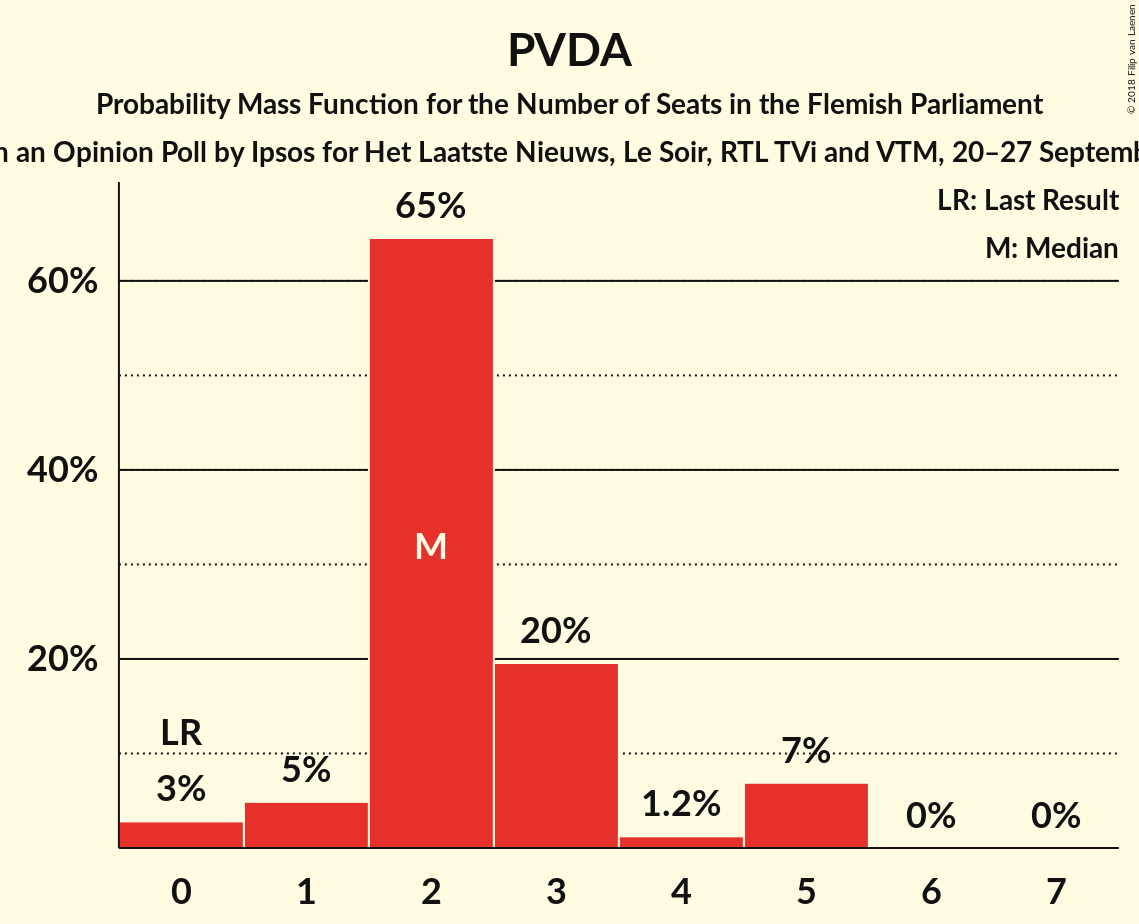 PVDA
Probability Mass Function for the Number of Seats in the Flemish Parliament
an Opinion Poll by Ipsos for Het Laatste Nieuws, Le Soir, RTL TVi and VTM, 20–27
© 2018 Filip van Laenen
LR: Last Result
M: Median
65%
60%
40%
M
20%
20%
LR
3%
5%
1.2%
7%
0%
0%
0 1 2 3 4 5 6 7